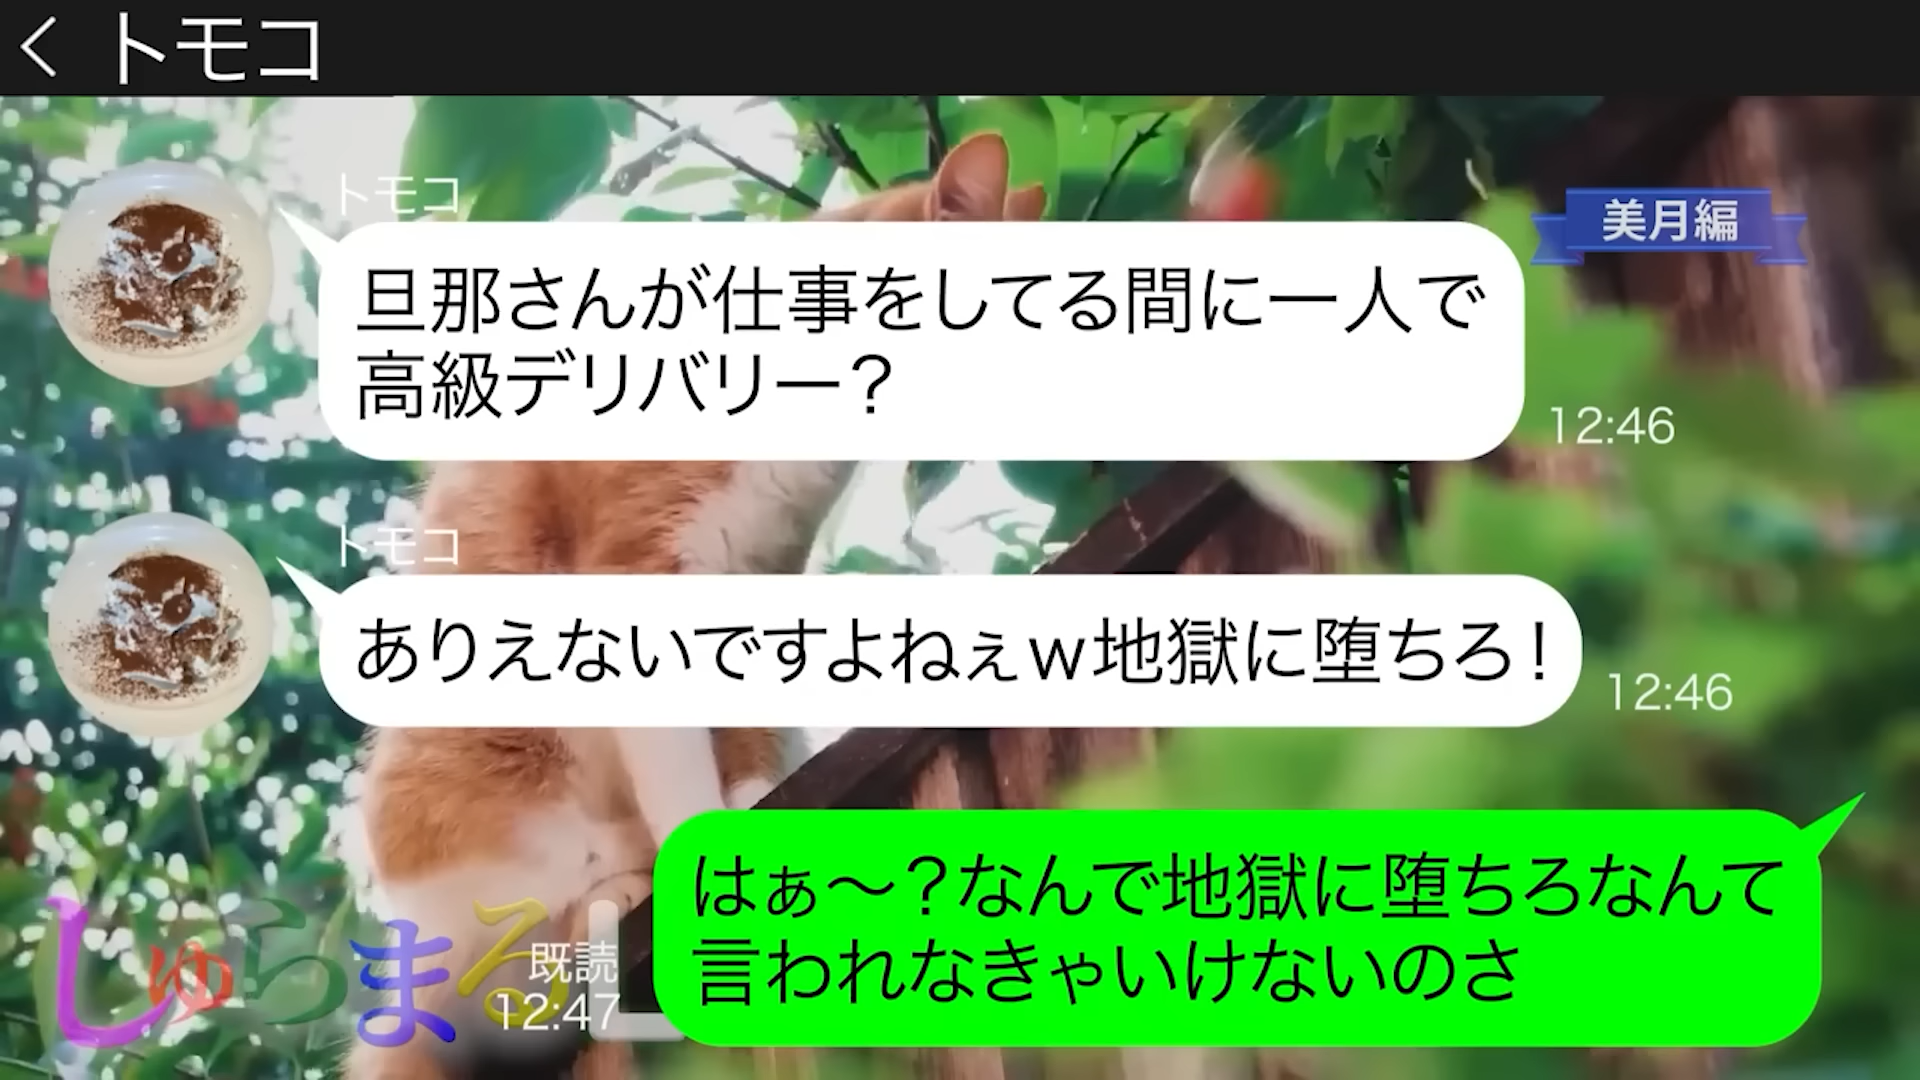 トモコ
トモコ
美月編
旦那さんが仕事をしてる間に一人で
高級デリバリー？
12:46
トモコ
ありえないですよねぇｗ地獄に堕ちろ！
12:46
はぁ～？なんで地獄に堕ちろなんて
言われなきゃいけないのさ
既読
12:47
しゅらまる